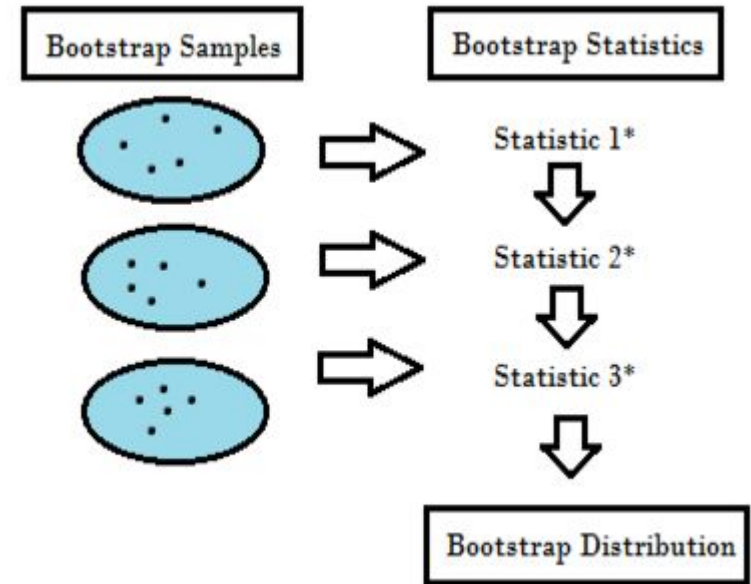 Bootstrap Samples
Bootstrap Statistics
Statistic 1*
Statistic 2*
Statistic 3*
Bootstrap Distribution